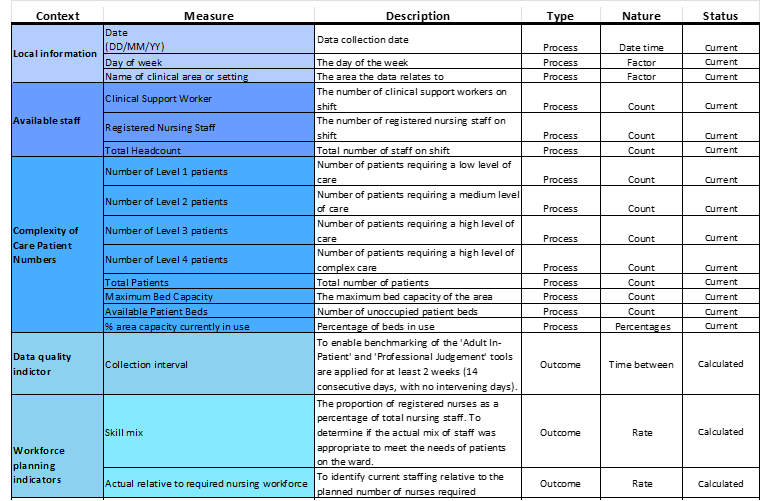 Context Measure Description Type Nature Status
Local information
Date
(DD/MM/YY) Data collection date Process Date time Current
Day of week The day of the week Process Factor Current
Name of clinical area or setting The area the data relates to Process Factor Current
Available staff
Clinical Support Worker The number of clinical support workers on
shift Process Count Current
Registered Nursing Staff The number of registered nursing staff on
shift Process Count Current
Total Headcount Total number of staff on shift Process Count Current
Complexity of
Care Patient
Numbers
Number of Level 1 patients Number of patients requiring a low level of
care Process Count Current
Number of Level 2 patients Number of patients requiring a medium level
of care Process Count Current
Number of Level 3 patients Number of patients requiring a high level of
care Process Count Current
Number of Level 4 patients Number of patients requiring a high level of
complex care Process Count Current
Total Patients Total number of patients Process Count Current
Maximum Bed Capacity The maximum bed capacity of the area Process Count Current
Available Patient Beds Number of unoccupied patient beds Process Count Current
% area capacity currently in use Percentage of beds in use Process Percentages Current
Data quality
indictor
Collection interval
To enable benchmarking of the 'Adult In-
Patient' and 'Professional Judgement' tools
are applied for at least 2 weeks (14
consecutive days, with no intervening days).
Outcome Time between Calculated
Workforce
planning
indicators
Skill mix
The proportion of registered nurses as a
percentage of total nursing staff. To
determine if the actual mix of staff was
appropriate to meet the needs of patients
on the ward.
Outcome Rate Calculated
Actual relative to required nursing workforce To identify current staffing relative to the
planned number of nurses required Outcome Rate Calculated